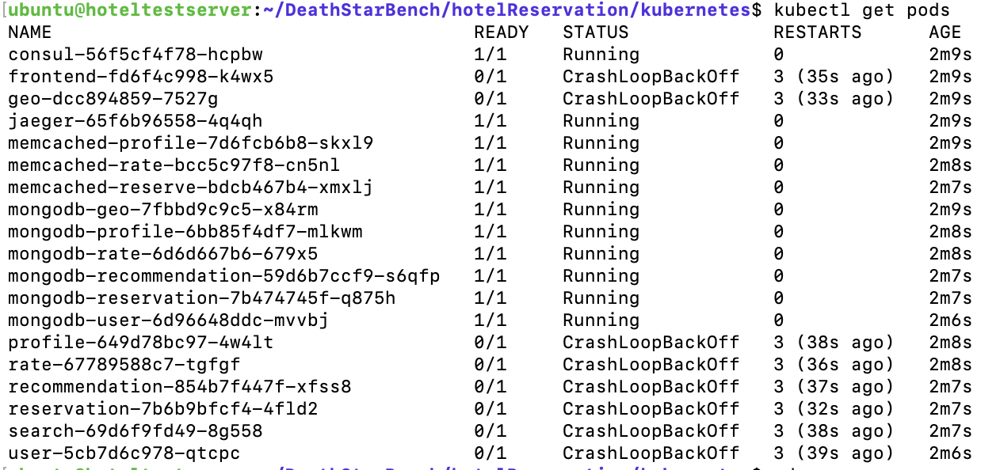 [ubuntu@hoteltestserver:~/DeathStarBench/hotelReservation/kubernetes$ kubectl get pods
NAME READY STATUS RESTARTS AGE
consul-56f5cf4f78-hcpbw 1/1 Running 0 2m9s
frontend-fd6f4c998-k4wx5 0/1 CrashLoopBackOff 3 (35s ago) 2m9s
geo-dcc894859-7527g 0/1 CrashLoopBackOff 3 (33s ago) 2m9s
jaeger-65f6b96558-4q4qh 1/1 Running 0 2m9s
memcached-profile-7d6fcb6b8-skxl9 1/1 Running 0 2m9s
memcached-rate-bcc5c97f8-cn5nl 1/1 Running 0 2m8s
memcached-reserve-bdcb467b4-xmxlj 1/1 Running 0 2m7s
mongodb-geo-7fbbd9c9c5-x84rm 1/1 Running 0 2m9s
mongodb-profile-6bb85f4df7-mlkwm 1/1 Running 0 2m8s
mongodb-rate-6d6d667b6-679x5 1/1 Running 0 2m8s
mongodb-recommendation-59d6b7ccf9-s6qfp 1/1 Running 0 2m7s
mongodb-reservation-7b474745f-q875h 1/1 Running 0 2m7s
mongodb-user-6d96648ddc-mvvbj 1/1 Running 0 2m6s
profile-649d78bc97-4w4lt 0/1 CrashLoopBackOff 3 (38s ago) 2m8s
rate-67789588c7-tgfgf 0/1 CrashLoopBackOff 3 (36s ago) 2m8s
recommendation-854b7f447f-xfss8 0/1 CrashLoopBackOff 3 (37s ago) 2m7s
reservation-7b6b9bfcf4-4fld2 0/1 CrashLoopBackOff 3 (32s ago) 2m7s
search-69d6f9fd49-8g558 0/1 CrashLoopBackOff 3 (38s ago) 2m7s
user-5cb7d6c978-qtcpc 0/1 CrashLoopBackOff 3 (39s ago) 2m6s